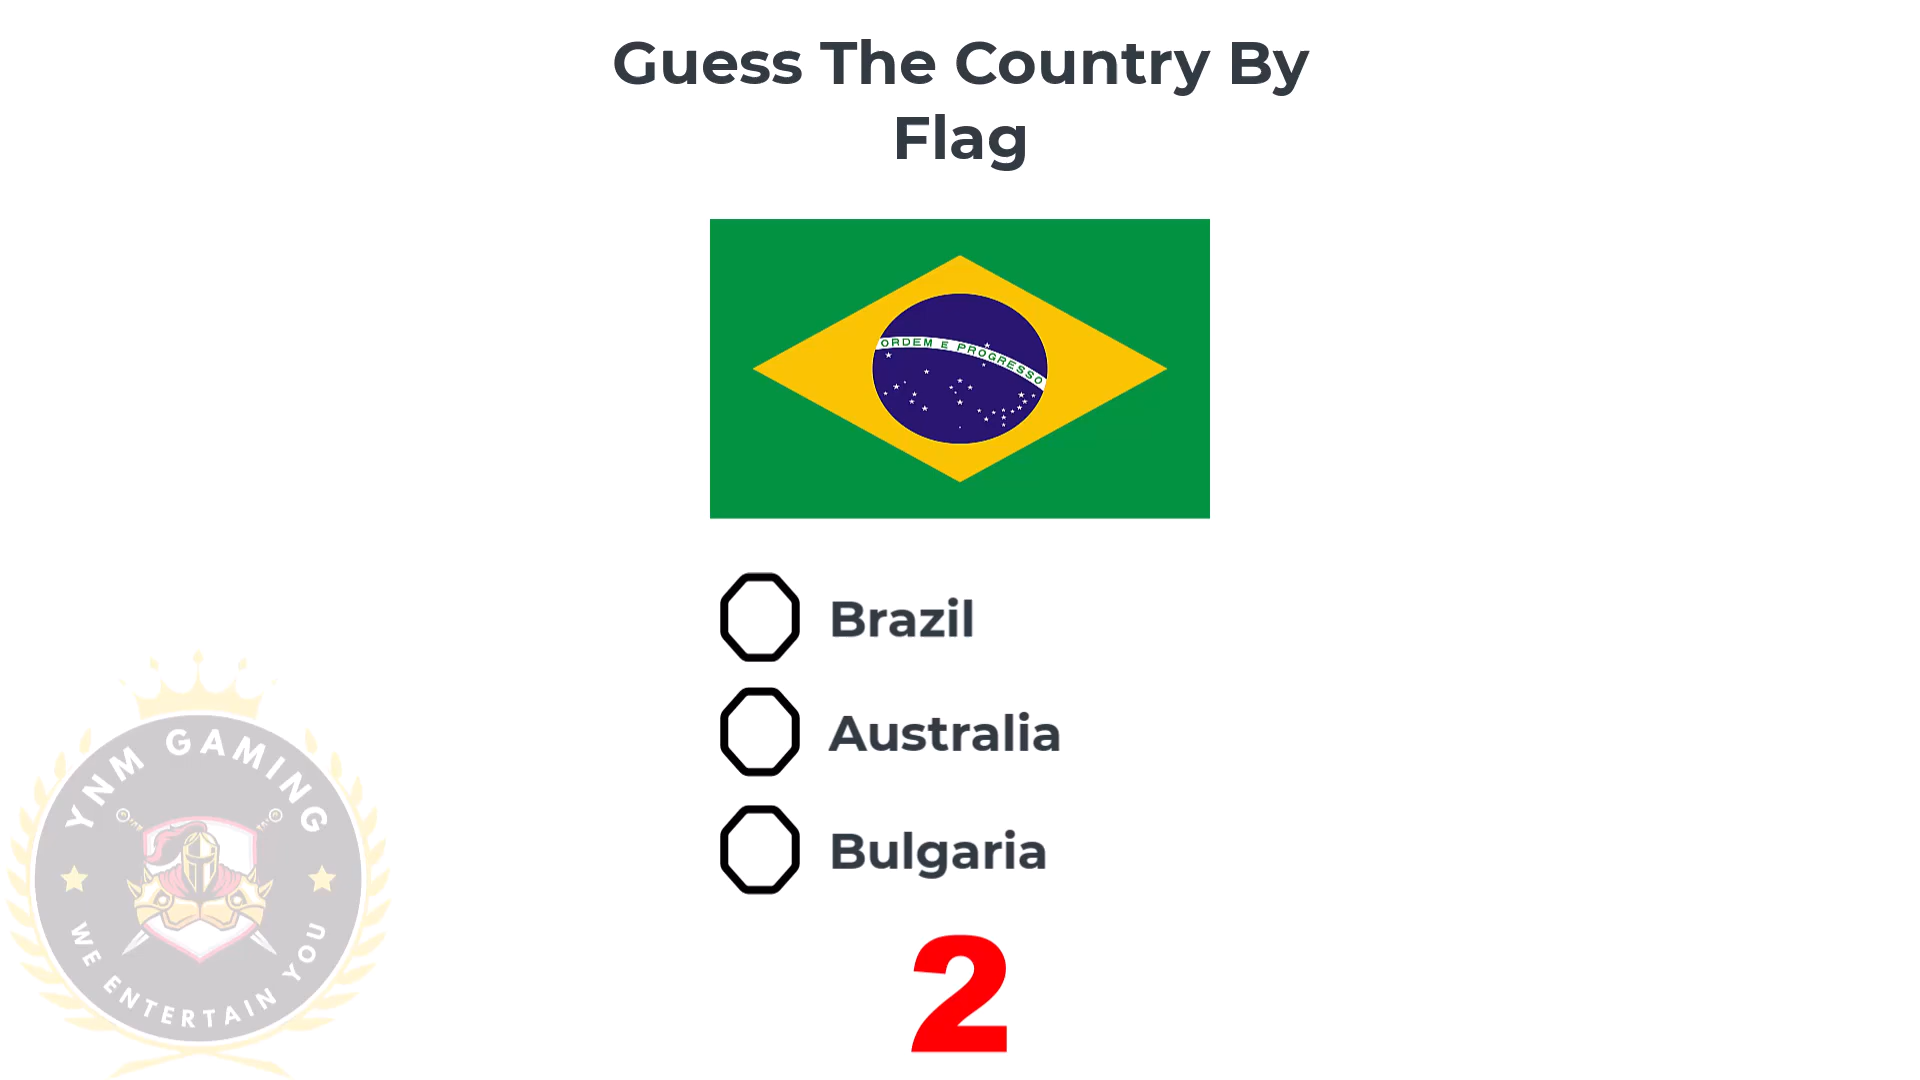 Guess The Country By
Flag
ORDEM E PROGRESSO
Brazil
Australia
Bulgaria
2
YNM GAMING
WE ENTERTAIN YOU